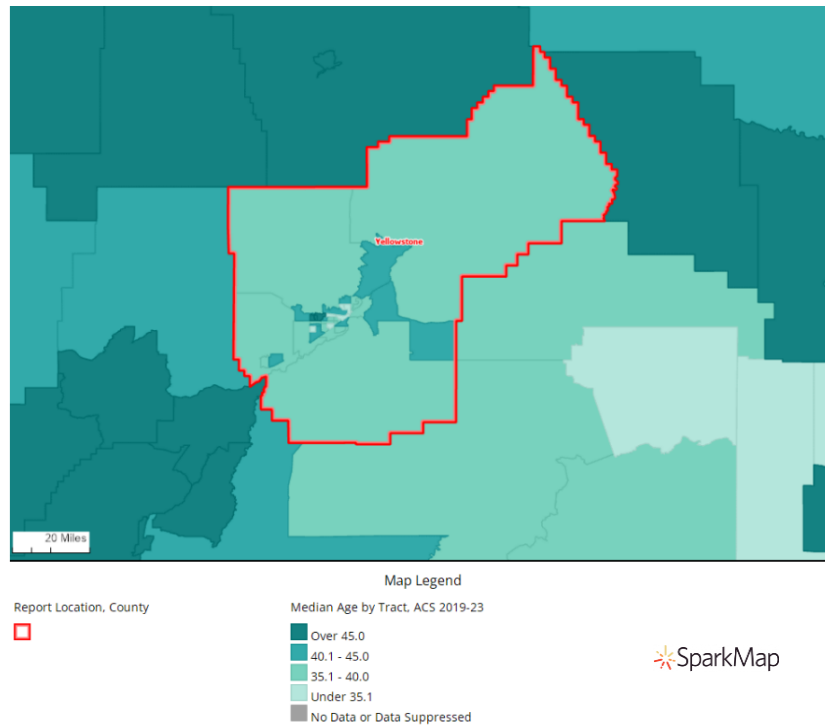 Yellowstone
20 Miles
Map Legend
Report Location, County
Median Age by Tract, ACS 2019-23
Over 45.0
40.1 - 45.0
35.1 - 40.0
Under 35.1
No Data or Data Suppressed
SparkMap